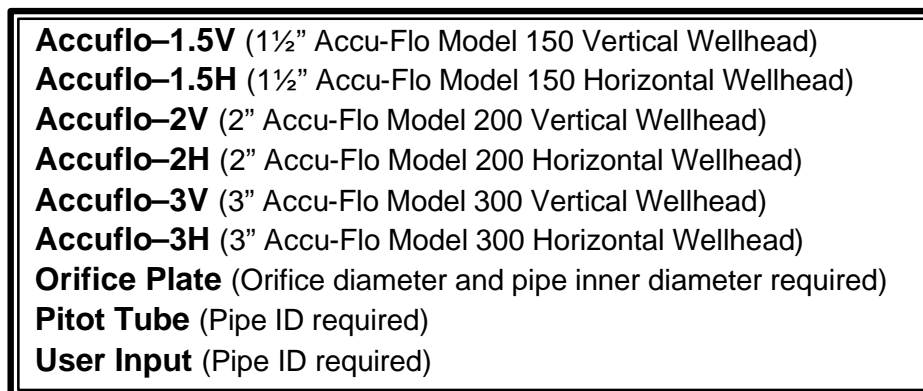 Accuflo–1.5V (1½” Accu-Flo Model 150 Vertical Wellhead)
Accuflo–1.5H (1½” Accu-Flo Model 150 Horizontal Wellhead)
Accuflo–2V (2” Accu-Flo Model 200 Vertical Wellhead)
Accuflo–2H (2” Accu-Flo Model 200 Horizontal Wellhead)
Accuflo–3V (3” Accu-Flo Model 300 Vertical Wellhead)
Accuflo–3H (3” Accu-Flo Model 300 Horizontal Wellhead)
Orifice Plate (Orifice diameter and pipe inner diameter required)
Pitot Tube (Pipe ID required)
User Input (Pipe ID required)